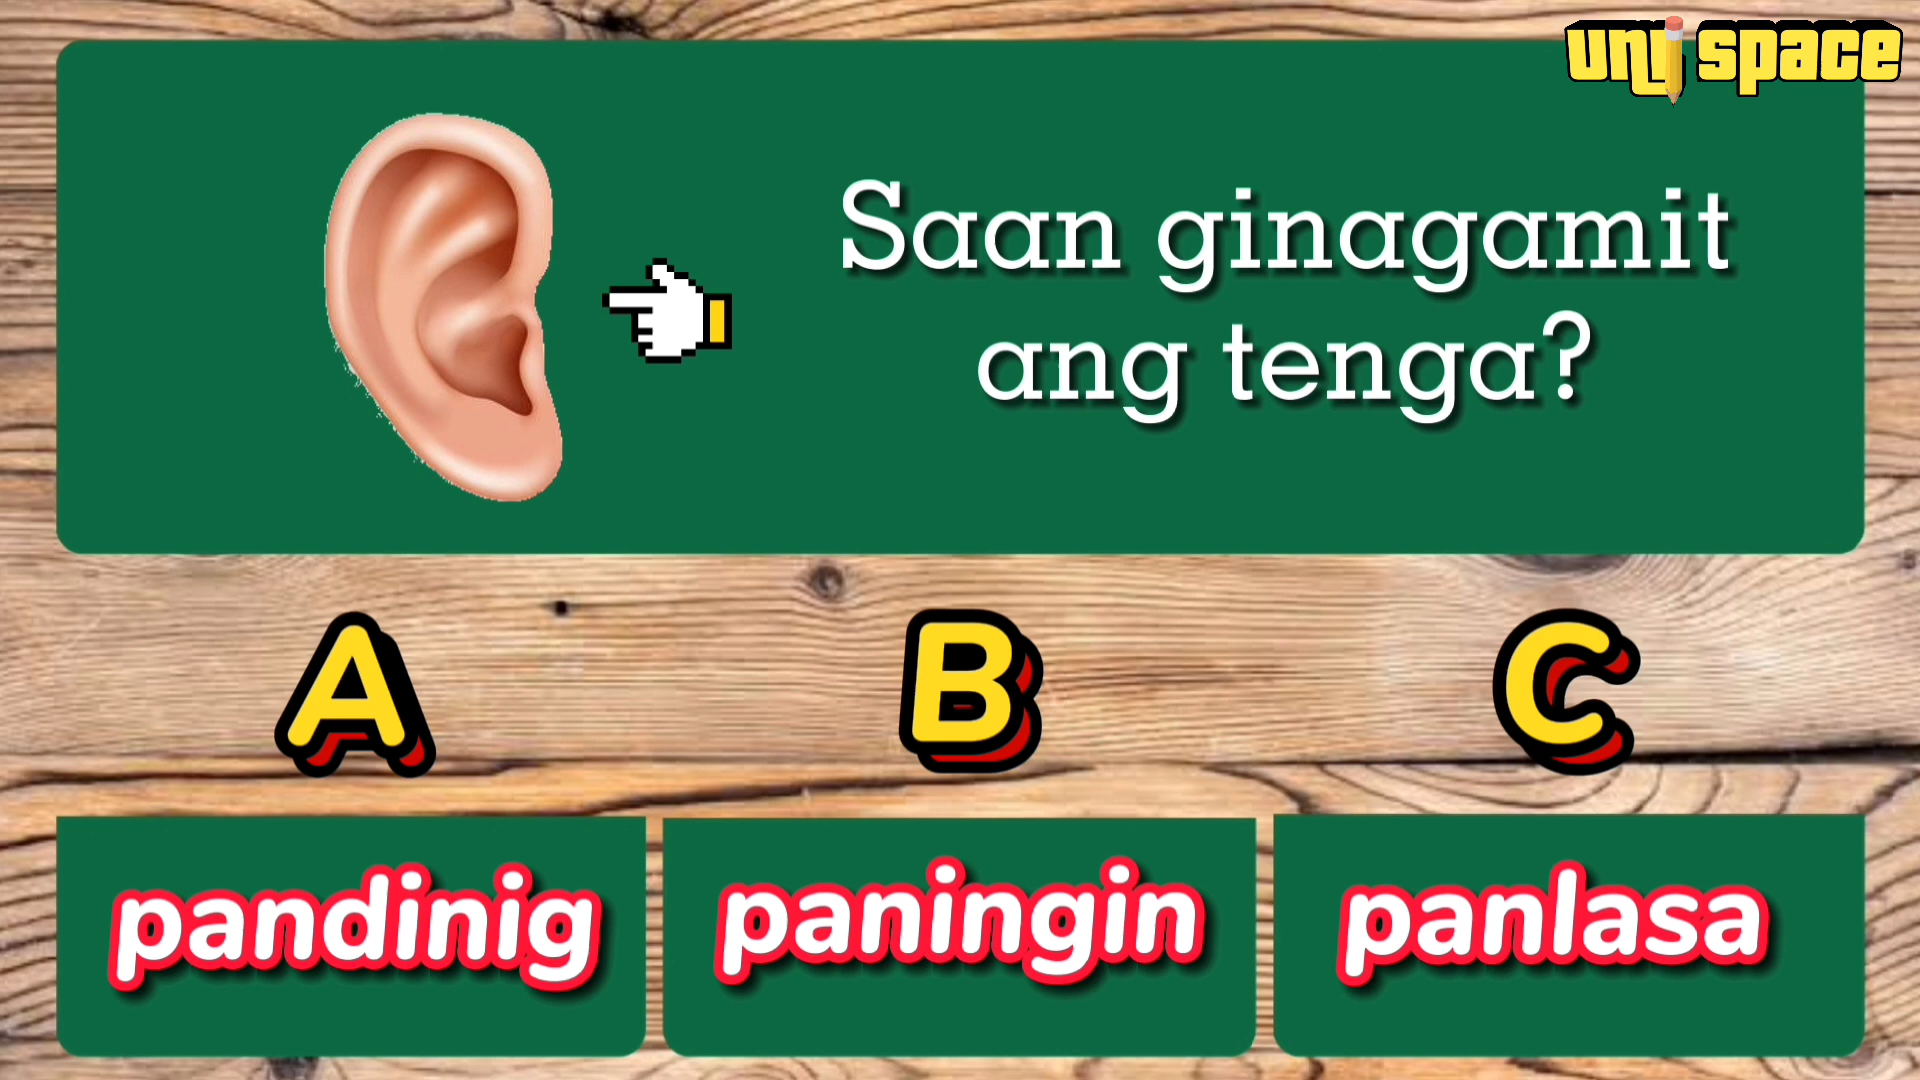 uni space
Saan ginagamit
ang tenga?
A
B
C
pandinig
paningin
panlasa